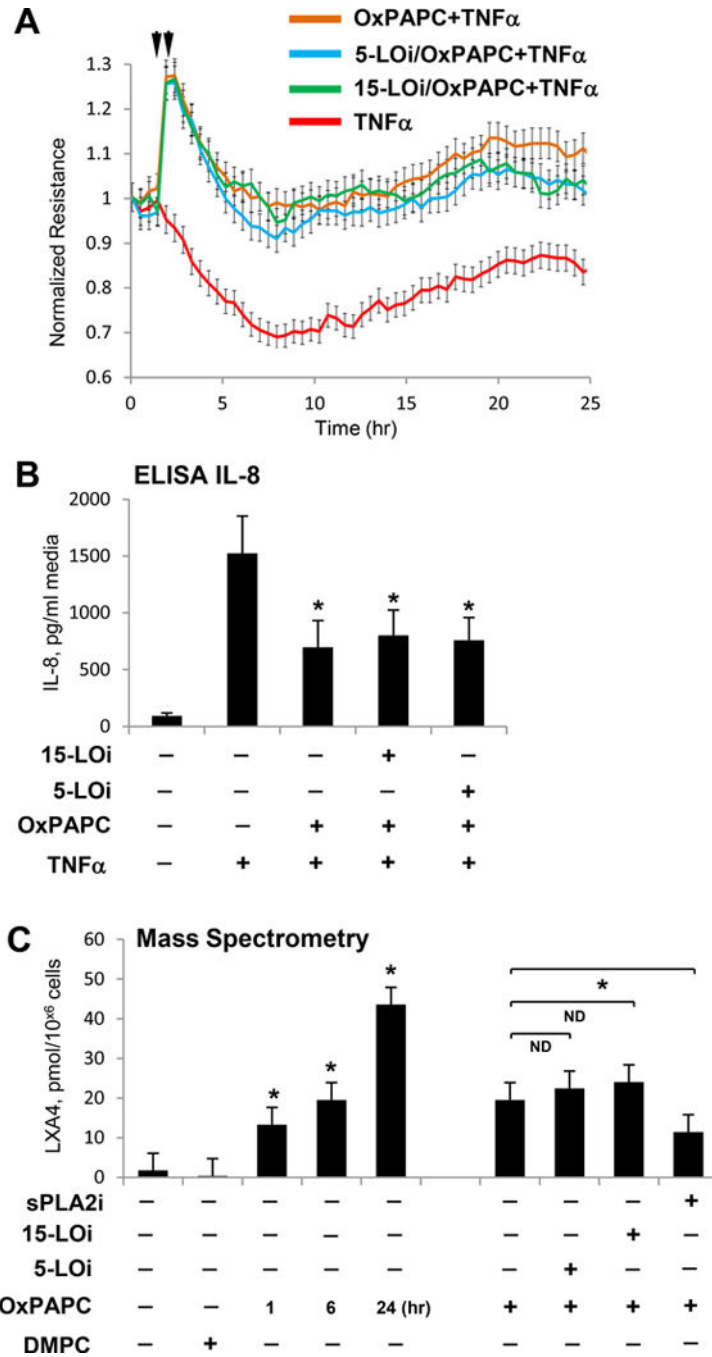 A
OxPAPC+TNFα
5-LOi/OxPAPC+TNFα
15-LOi/OxPAPC+TNFα
TNFα
Normalized Resistance
1.3
1.2
1.1
1
0.9
0.8
0.7
0.6
0 5 10 15 20 25
Time (hr)
B ELISA IL-8
IL-8, pg/ml media
2000
1500
1000
500
0
* * *
15-LOi – – – + –
5-LOi – – – – +
OxPAPC – – + + +
TNFα – + + + +
C Mass Spectrometry
LXA4, pmol/10^x6 cells
60
50
40
30
20
10
0
* * *
*
ND
ND
sPLA2i – – – – – – – – +
15-LOi – – – – – – – + –
5-LOi – – – – – – + – –
OxPAPC – – 1 6 24 (hr) + + + +
DMPC – + – – – – – – –